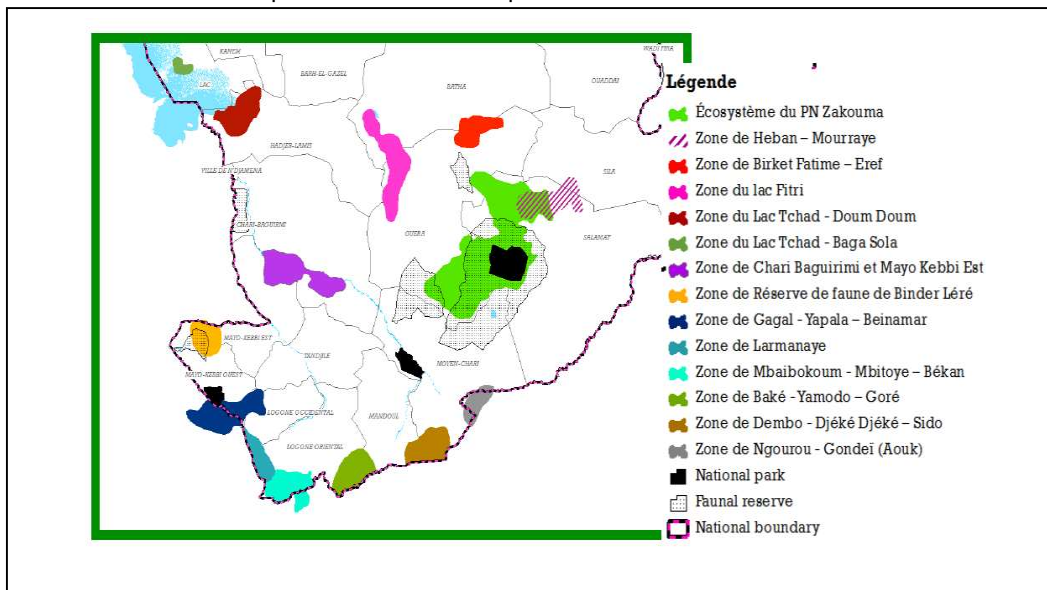 KANEM
WADI FIRA
BARH-EL-GAZEL
LAC
BATHA
OUADDAI
HADJER-LAMIS
VILLE DE N'DJAMENA
SILA
CHARI-BAGUIRMI
GUERA
SALAMAT
MAYO-KEBBI EST
TANDJILE
MOYEN-CHARI
MAYO-KEBBI OUEST
LOGONE OCCIDENTAL
MANDOUL
LOGONE ORIENTAL
Légende
Écosystème du PN Zakouma
Zone de Heban – Mourraye
Zone de Birket Fatime – Eref
Zone du lac Fitri
Zone du Lac Tchad - Doum Doum
Zone du Lac Tchad - Baga Sola
Zone de Chari Baguirimi et Mayo Kebbi Est
Zone de Réserve de faune de Binder Léré
Zone de Gagal - Yapala – Beinamar
Zone de Larmanaye
Zone de Mbaibokoum - Mbitoye – Békan
Zone de Baké -Yamodo – Goré
Zone de Dembo - Djéké Djéké – Sido
Zone de Ngourou - Gondeï (Aouk)
National park
Faunal reserve
National boundary